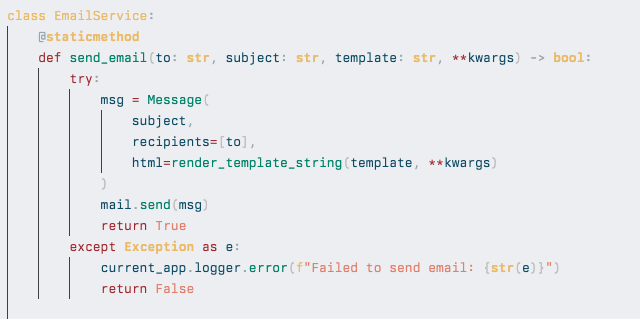 class EmailService:
    @staticmethod
    def send_email(to: str, subject: str, template: str, **kwargs) -> bool:
        try:
            msg = Message(
                subject,
                recipients=[to],
                html=render_template_string(template, **kwargs)
            )
            mail.send(msg)
            return True
        except Exception as e:
            current_app.logger.error(f"Failed to send email: {str(e)}")
            return False